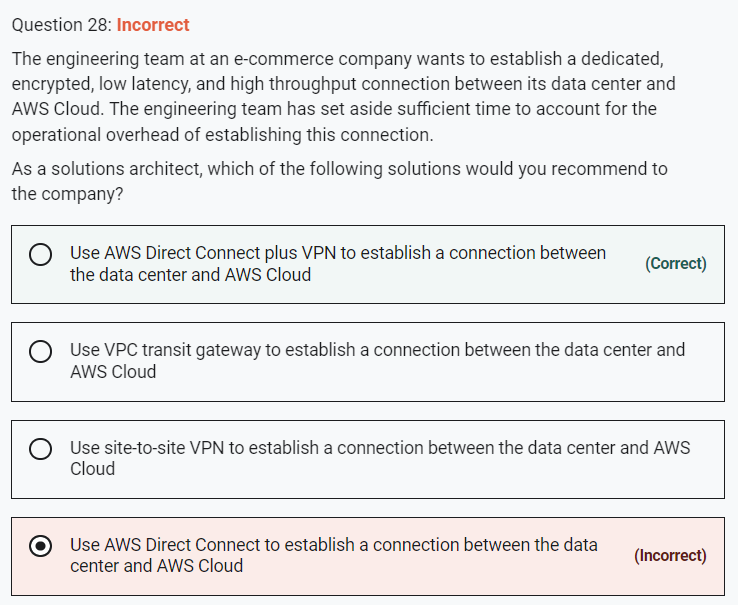 Question 28: Incorrect
The engineering team at an e-commerce company wants to establish a dedicated,
encrypted, low latency, and high throughput connection between its data center and
AWS Cloud. The engineering team has set aside sufficient time to account for the
operational overhead of establishing this connection.
As a solutions architect, which of the following solutions would you recommend to
the company?
Use AWS Direct Connect plus VPN to establish a connection between
the data center and AWS Cloud
(Correct)
Use VPC transit gateway to establish a connection between the data center and
AWS Cloud
Use site-to-site VPN to establish a connection between the data center and AWS
Cloud
Use AWS Direct Connect to establish a connection between the data
center and AWS Cloud
(Incorrect)